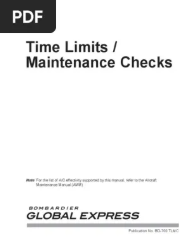 PDF
Time Limits /
Maintenance Checks
Note For the list of A/C effectivity supported by this manual, refer to the Aircraft
Maintenance Manual (AMM)
BOMBARDIER
GLOBAL EXPRESS
Publication No.